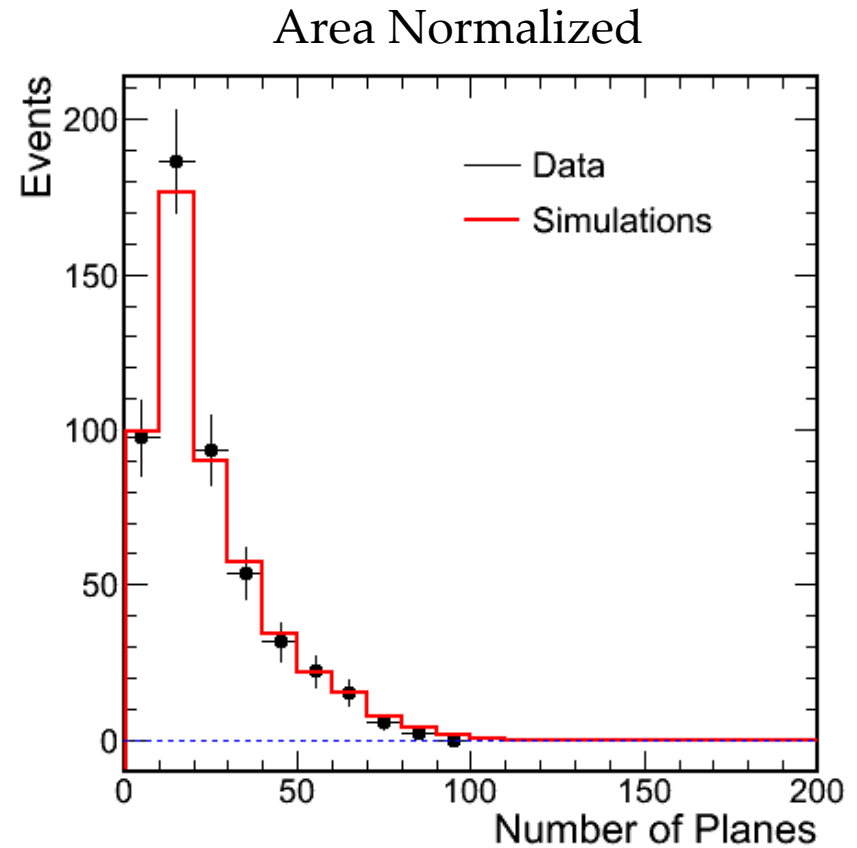 Area Normalized
Events
200
150
100
50
0
Data
Simulations
0 50 100 150 200
Number of Planes